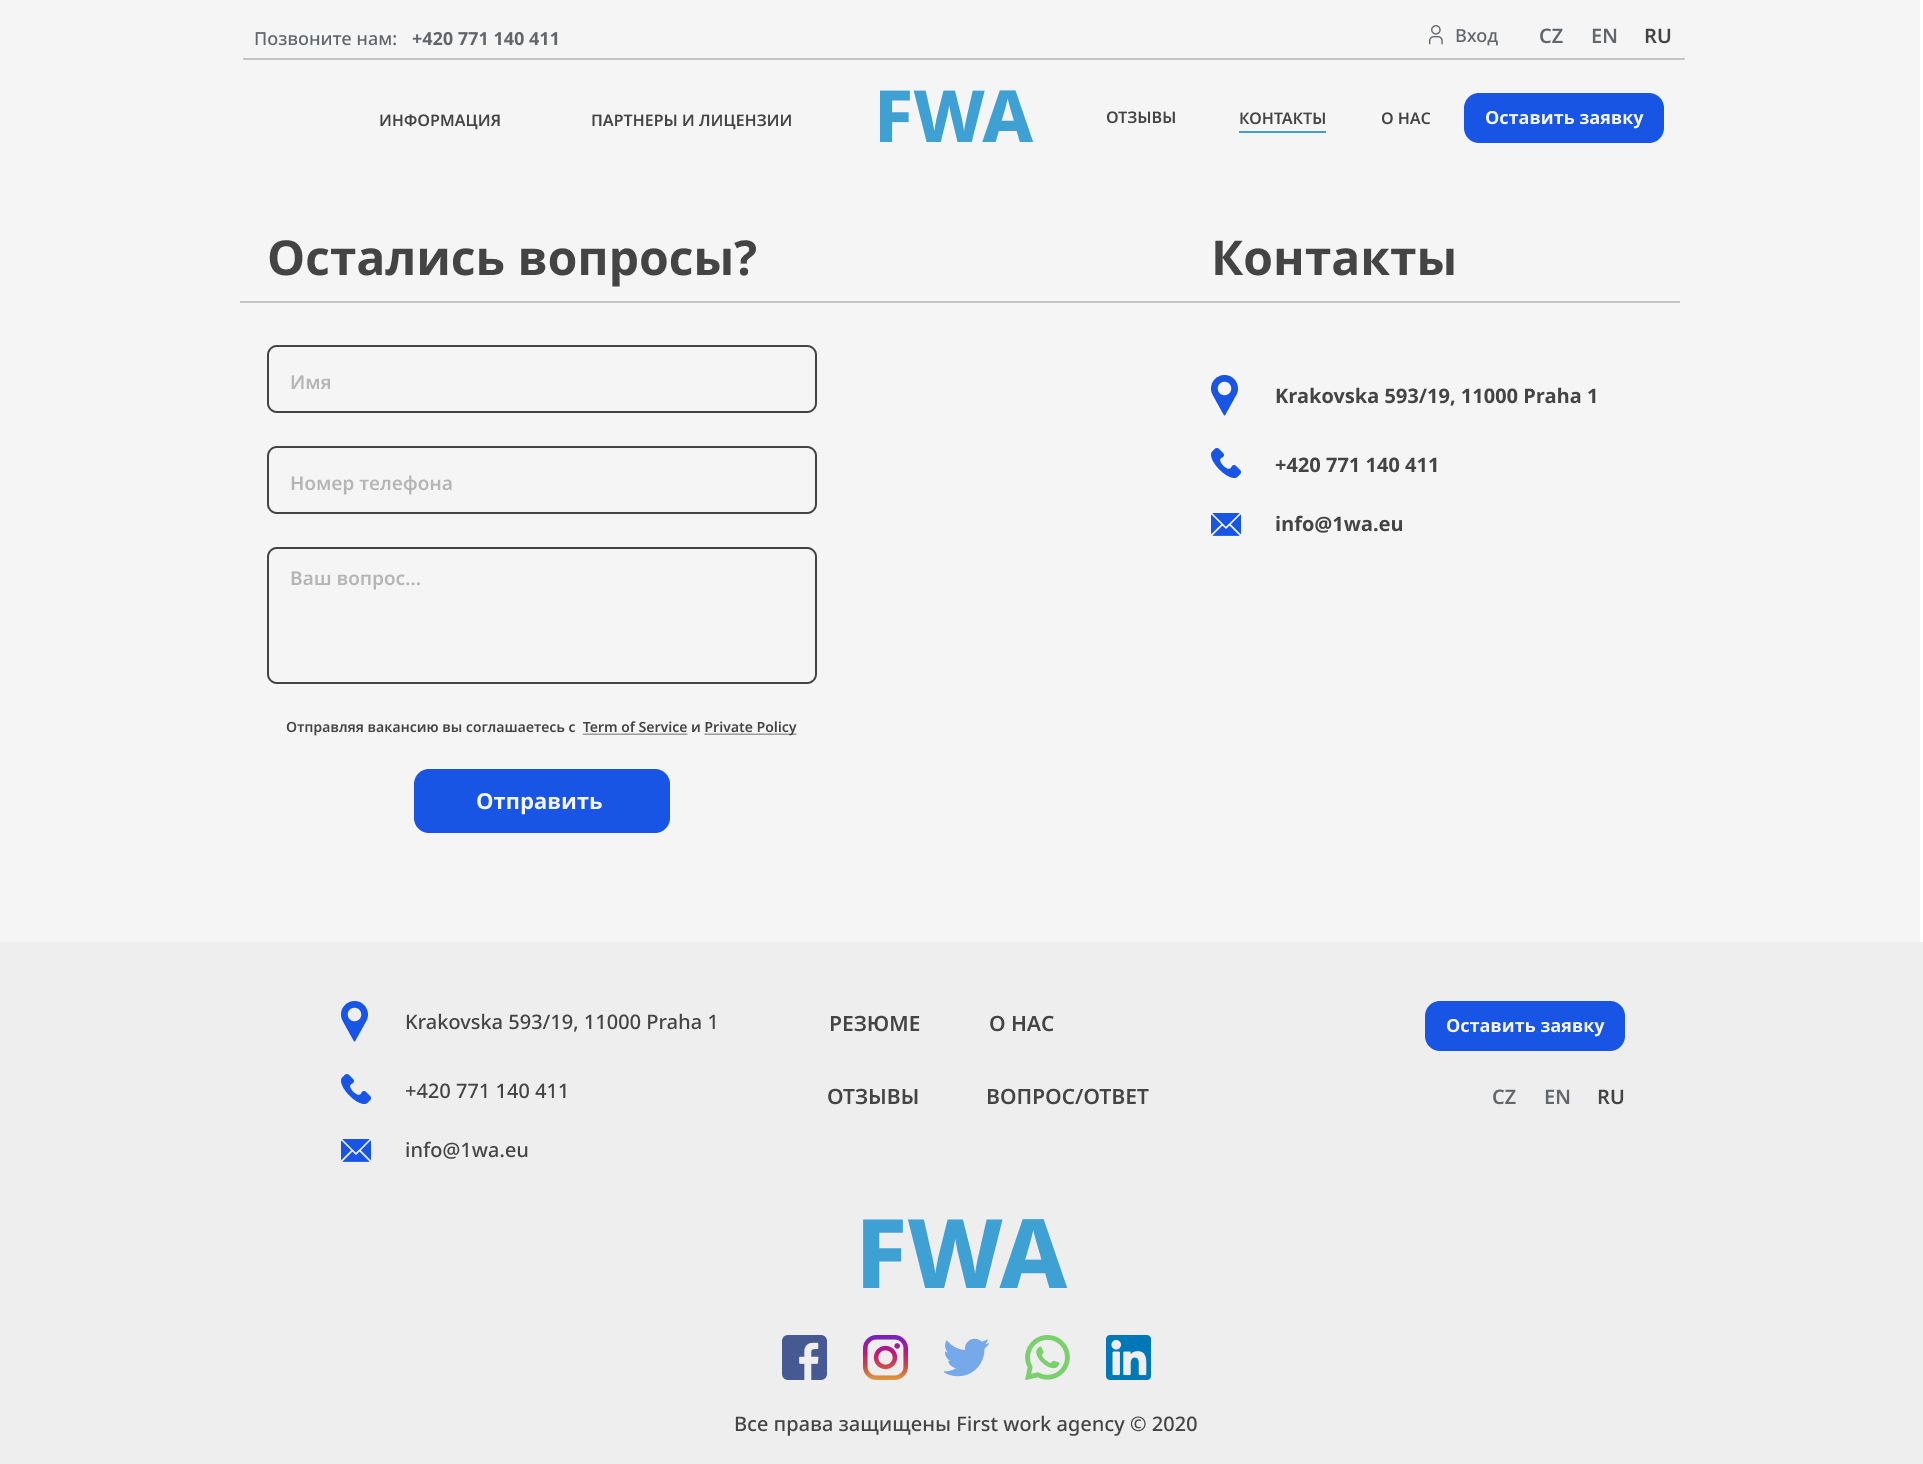 Позвоните нам: +420 771 140 411
Вход CZ EN RU
ИНФОРМАЦИЯ ПАРТНЕРЫ И ЛИЦЕНЗИИ FWA ОТЗЫВЫ КОНТАКТЫ О НАС Оставить заявку
Остались вопросы?
Имя
Номер телефона
Ваш вопрос...
Отправляя вакансию вы соглашаетесь с Term of Service и Private Policy
Отправить
Контакты
Krakovska 593/19, 11000 Praha 1
+420 771 140 411
info@1wa.eu
Krakovska 593/19, 11000 Praha 1
+420 771 140 411
info@1wa.eu
РЕЗЮМЕ О НАС
ОТЗЫВЫ ВОПРОС/ОТВЕТ
Оставить заявку
CZ EN RU
FWA
Все права защищены First work agency © 2020